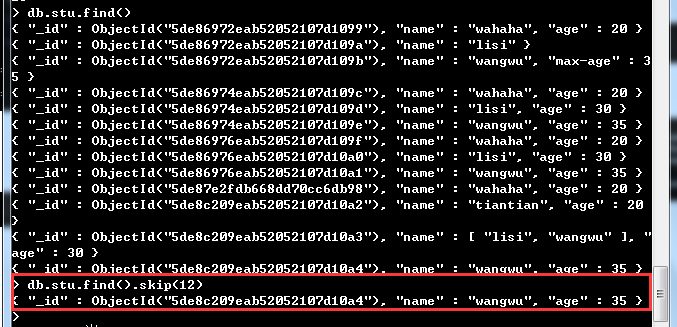 > db.stu.find()
{ "_id" : ObjectId("5de86972eab52052107d1099"), "name" : "wahaha", "age" : 20 }
{ "_id" : ObjectId("5de86972eab52052107d109a"), "name" : "lisi" }
{ "_id" : ObjectId("5de86972eab52052107d109b"), "name" : "wangwu", "max-age" : 3
5 }
{ "_id" : ObjectId("5de86974eab52052107d109c"), "name" : "wahaha", "age" : 20 }
{ "_id" : ObjectId("5de86974eab52052107d109d"), "name" : "lisi", "age" : 30 }
{ "_id" : ObjectId("5de86974eab52052107d109e"), "name" : "wangwu", "age" : 35 }
{ "_id" : ObjectId("5de86976eab52052107d109f"), "name" : "wahaha", "age" : 20 }
{ "_id" : ObjectId("5de86976eab52052107d10a0"), "name" : "lisi", "age" : 30 }
{ "_id" : ObjectId("5de86976eab52052107d10a1"), "name" : "wangwu", "age" : 35 }
{ "_id" : ObjectId("5de87e2fdb668dd70cc6db98"), "name" : "wahaha", "age" : 20 }
{ "_id" : ObjectId("5de8c209eab52052107d10a2"), "name" : "tiantian", "age" : 20
}
{ "_id" : ObjectId("5de8c209eab52052107d10a3"), "name" : [ "lisi", "wangwu" ], "
age" : 30 }
{ "_id" : ObjectId("5de8c209eab52052107d10a4"), "name" : "wangwu", "age" : 35 }
> db.stu.find().skip(12)
{ "_id" : ObjectId("5de8c209eab52052107d10a4"), "name" : "wangwu", "age" : 35 }
>